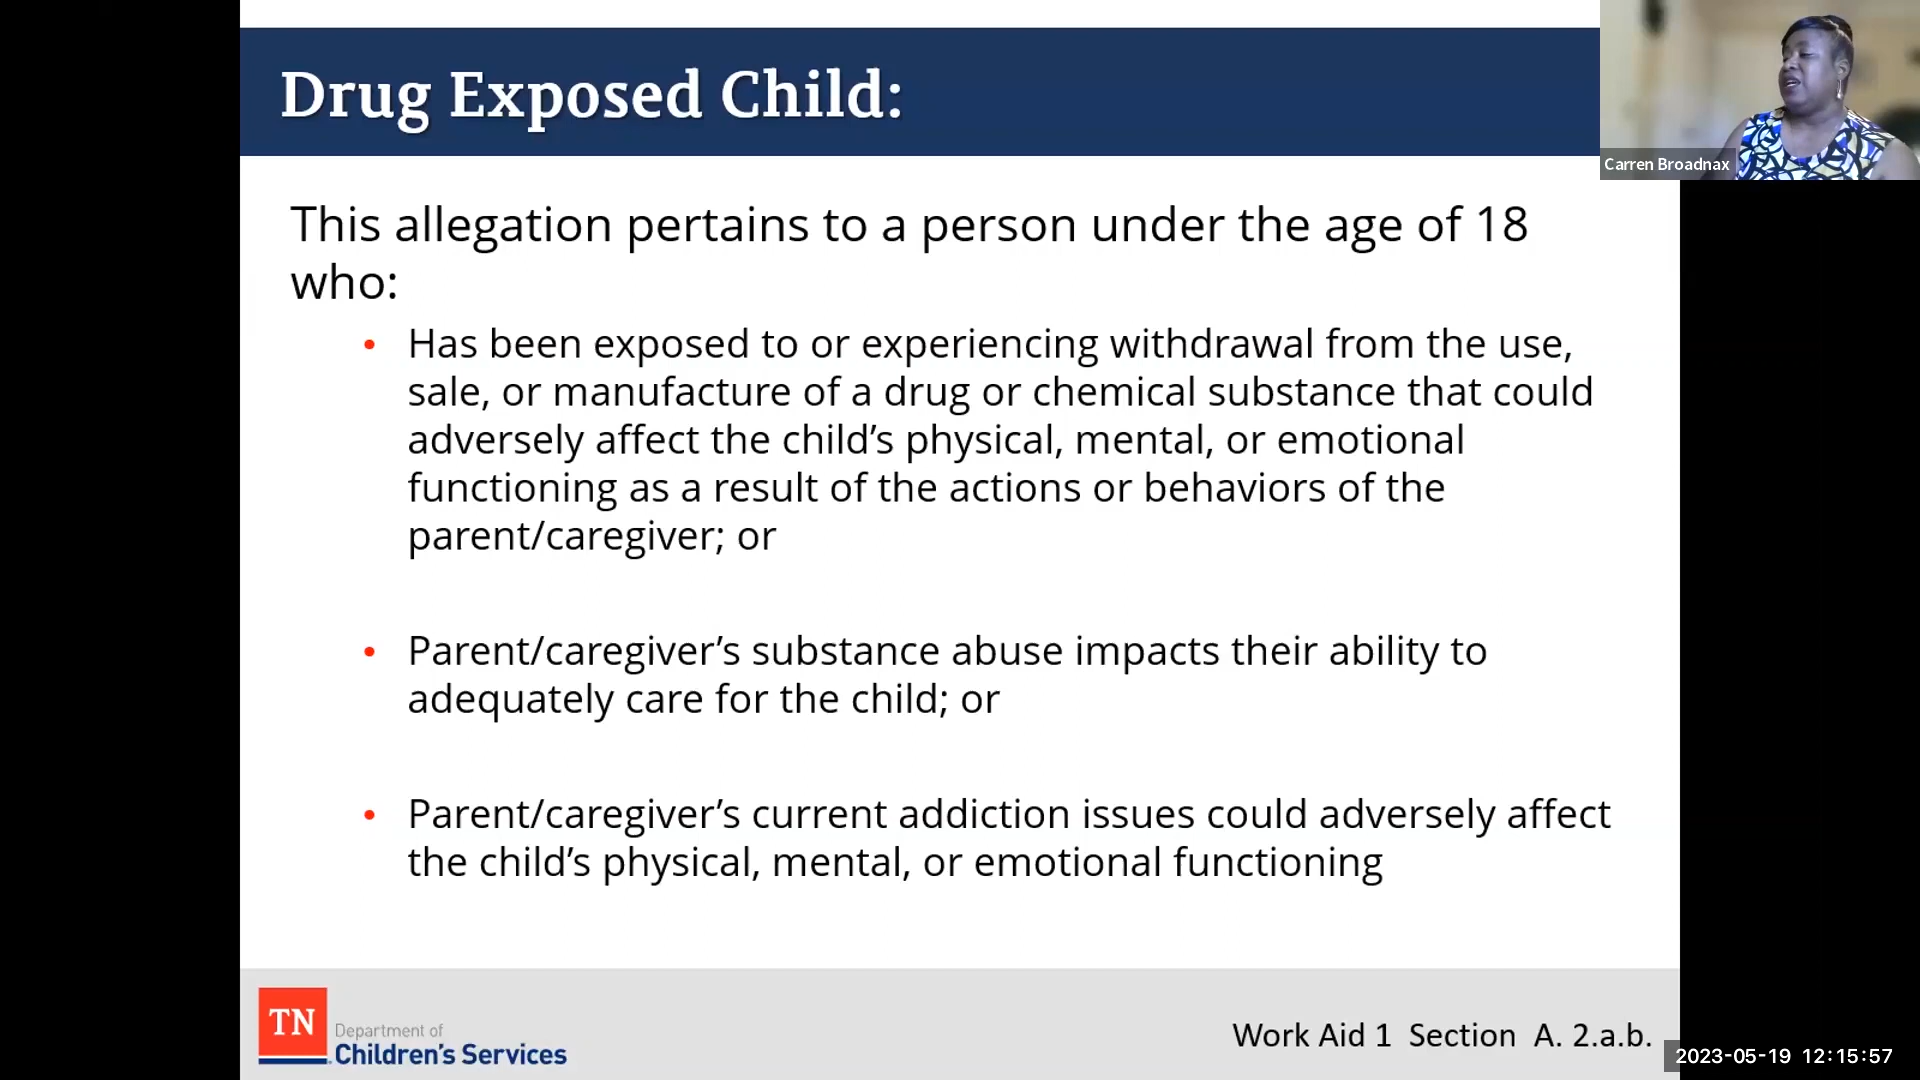 Drug Exposed Child:
Carren Broadnax
This allegation pertains to a person under the age of 18
who:
• Has been exposed to or experiencing withdrawal from the use,
sale, or manufacture of a drug or chemical substance that could
adversely affect the child’s physical, mental, or emotional
functioning as a result of the actions or behaviors of the
parent/caregiver; or
• Parent/caregiver’s substance abuse impacts their ability to
adequately care for the child; or
• Parent/caregiver’s current addiction issues could adversely affect
the child’s physical, mental, or emotional functioning
TN
Department of
Children’s Services
Work Aid 1 Section A. 2.a.b.
2023-05-19 12:15:57